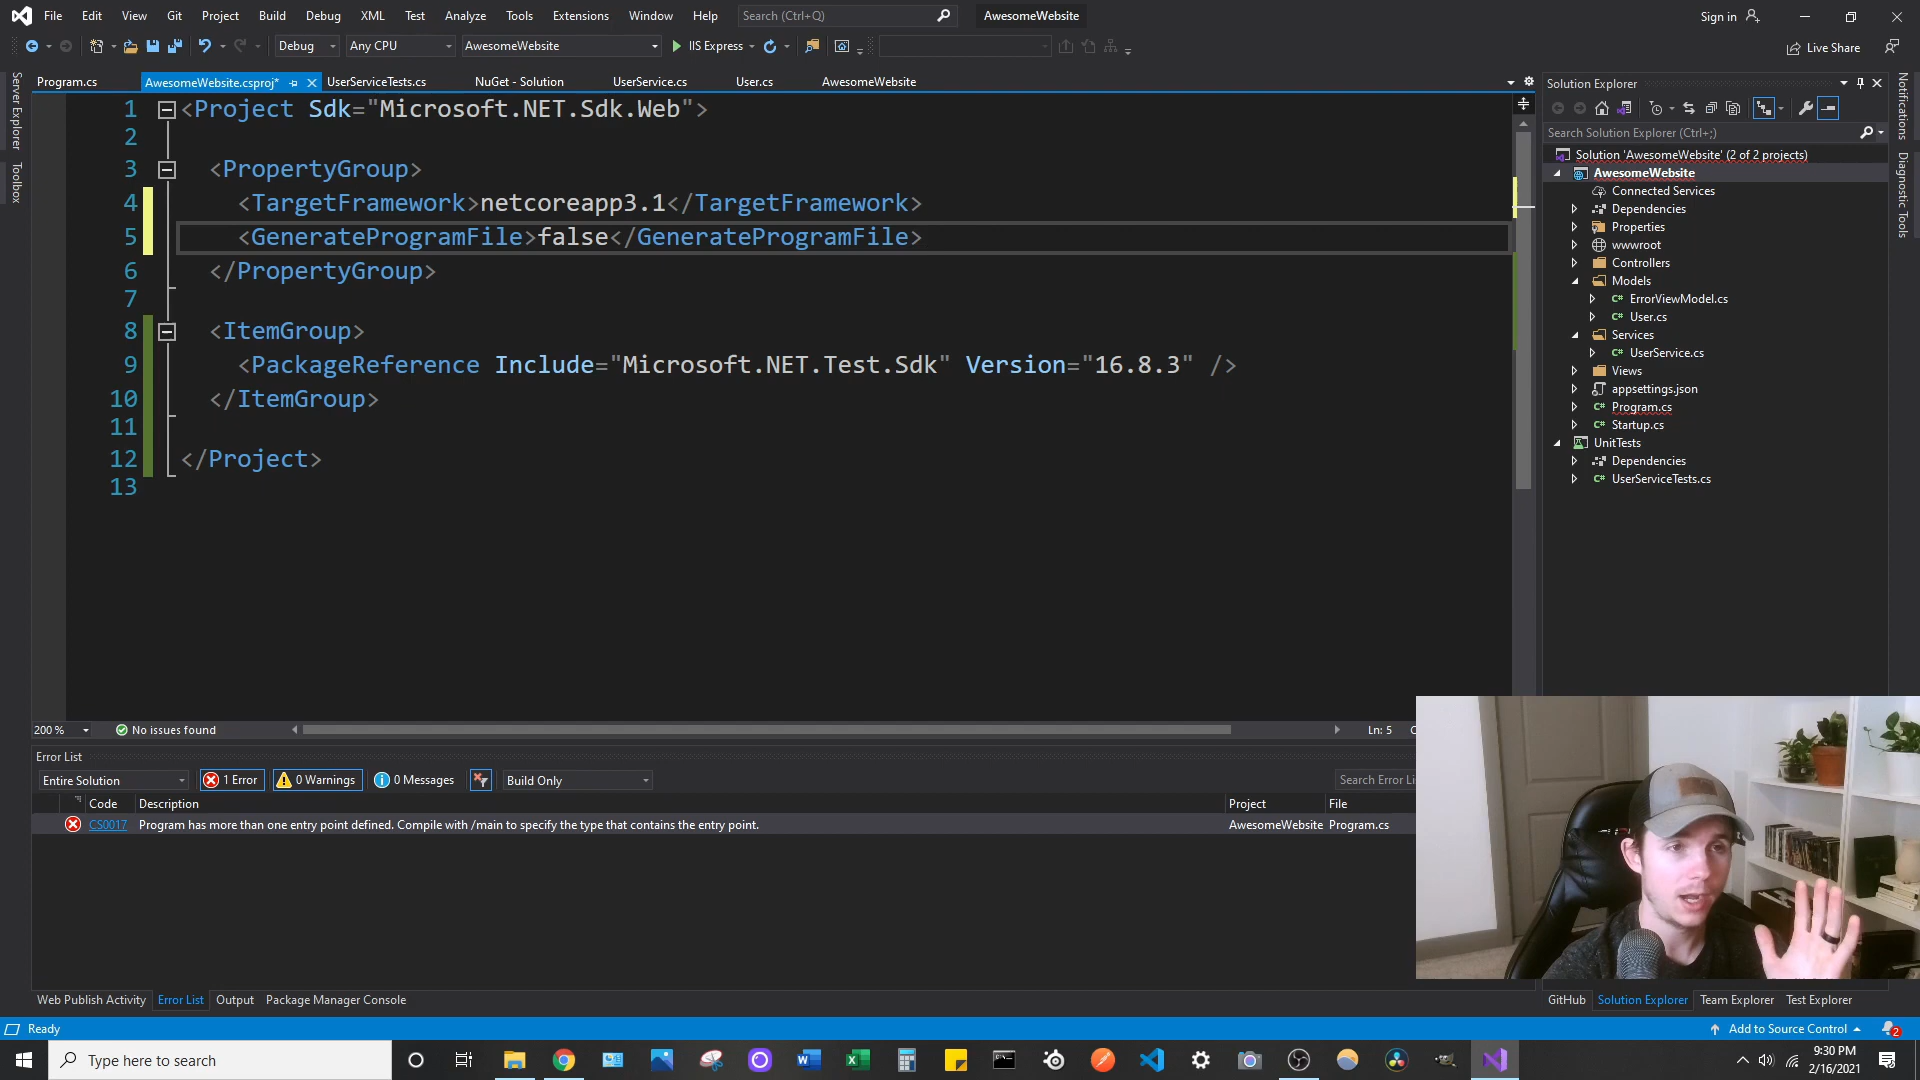 File Edit View Git Project Build Debug XML Test Analyze Tools Extensions Window Help Search (Ctrl+Q) AwesomeWebsite Sign in
Debug Any CPU AwesomeWebsite IIS Express Live Share
Program.cs AwesomeWebsite.csproj* UserServiceTests.cs NuGet - Solution UserService.cs User.cs AwesomeWebsite
Server Explorer
Toolbox
1 <Project Sdk="Microsoft.NET.Sdk.Web">
2
3 <PropertyGroup>
4 <TargetFramework>netcoreapp3.1</TargetFramework>
5 <GenerateProgramFile>false</GenerateProgramFile>
6 </PropertyGroup>
7
8 <ItemGroup>
9 <PackageReference Include="Microsoft.NET.Test.Sdk" Version="16.8.3" />
10 </ItemGroup>
11
12 </Project>
13
200 % No issues found Ln: 5
Solution Explorer
Search Solution Explorer (Ctrl+;)
Solution 'AwesomeWebsite' (2 of 2 projects)
AwesomeWebsite
Connected Services
Dependencies
Properties
wwwroot
Controllers
Models
C# ErrorViewModel.cs
C# User.cs
Services
C# UserService.cs
Views
appsettings.json
C# Program.cs
C# Startup.cs
UnitTests
Dependencies
C# UserServiceTests.cs
Notifications
Diagnostic Tools
Error List
Entire Solution 1 Error 0 Warnings 0 Messages Build Only Search Error Li
Code Description Project File
CS0017 Program has more than one entry point defined. Compile with /main to specify the type that contains the entry point. AwesomeWebsite Program.cs
Web Publish Activity Error List Output Package Manager Console
GitHub Solution Explorer Team Explorer Test Explorer
Ready Add to Source Control 2
Type here to search
9:30 PM
2/16/2021